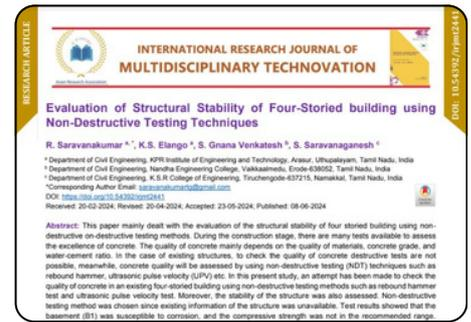 RESEARCH ARTICLE
INTERNATIONAL RESEARCH JOURNAL OF
MULTIDISCIPLINARY TECHNOVATION
DOI: 10.54392/irjmt2441
Asian Research Association
Evaluation of Structural Stability of Four-Storied building using
Non-Destructive Testing Techniques
R. Saravanakumar a, *, K.S. Elango a, S. Gnana Venkatesh b, S. Saravanaganesh c
a Department of Civil Engineering, KPR Institute of Engineering and Technology, Arasur, Uthupalayam, Tamil Nadu, India
b Department of Civil Engineering, Nandha Engineering College, Vaikkaalmedu, Erode-638052, Tamil Nadu, India
c Department of Civil Engineering, K.S.R College of Engineering, Tiruchengode-637215, Namakkal, Tamil Nadu, India
*Corresponding Author Email: saravanakumartg@gmail.com
DOI: https://doi.org/10.54392/irjmt2441
Received: 20-02-2024; Revised: 20-04-2024; Accepted: 23-05-2024; Published: 08-06-2024
Abstract: This paper mainly dealt with the evaluation of the structural stability of four storied building using non-
destructive on-destructive testing methods. During the construction stage, there are many tests available to assess
the excellence of concrete. The quality of concrete mainly depends on the quality of materials, concrete grade, and
water-cement ratio. In the case of existing structures, to check the quality of concrete destructive tests are not
possible, meanwhile, concrete quality will be assessed by using non-destructive testing (NDT) techniques such as
rebound hammer, ultrasonic pulse velocity (UPV) etc. In this present study, an attempt has been made to check the
quality of concrete in an existing four-storied building using non-destructive testing methods such as rebound hammer
test and ultrasonic pulse velocity test. Moreover, the stability of the structure was also assessed. Non-destructive
testing method was chosen since existing information of the structure was unavailable. Test results showed that the
basement (B1) was susceptible to corrosion, and the compressive strength was not in the recommended range.